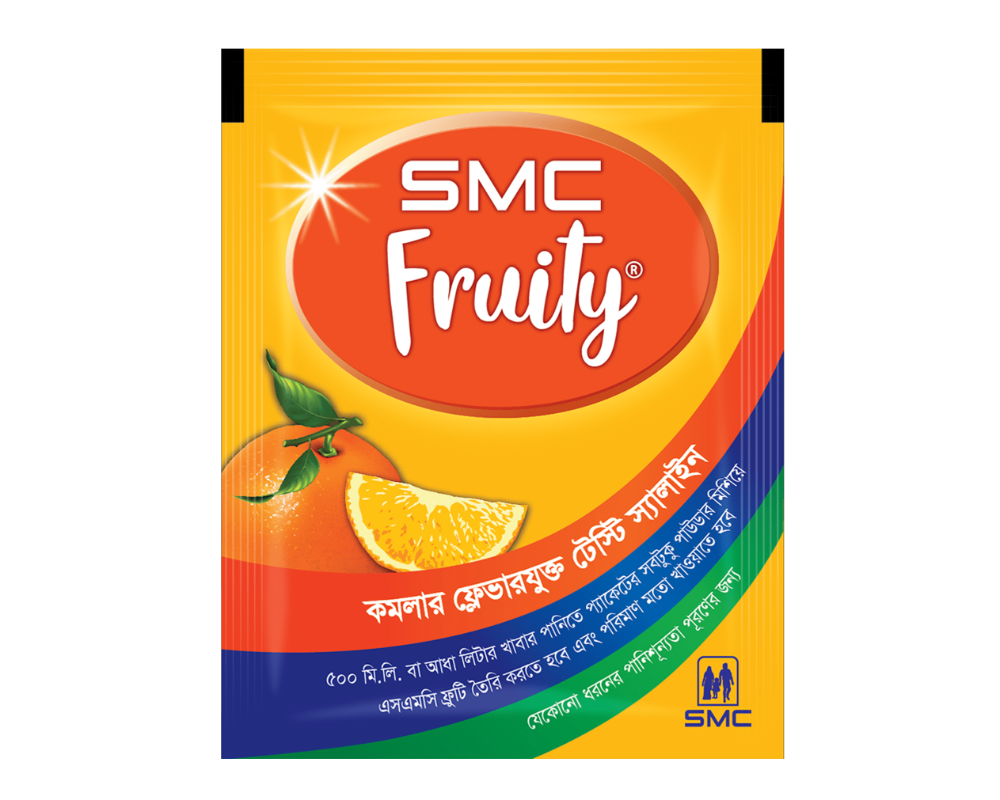 SMC
Fruity®
কমলার ফ্লেভারযুক্ত টেস্টি স্যালাইন
৫০০ মি.লি. বা আধা লিটার খাবার পানিতে প্যাকেটের সবটুকু পাউডার মিশিয়ে
এসএমসি ফ্রুটি তৈরি করতে হবে এবং পরিমাণ মতো খাওয়াতে হবে
যেকোনো ধরনের পানিশূন্যতা পূরণের জন্য
SMC